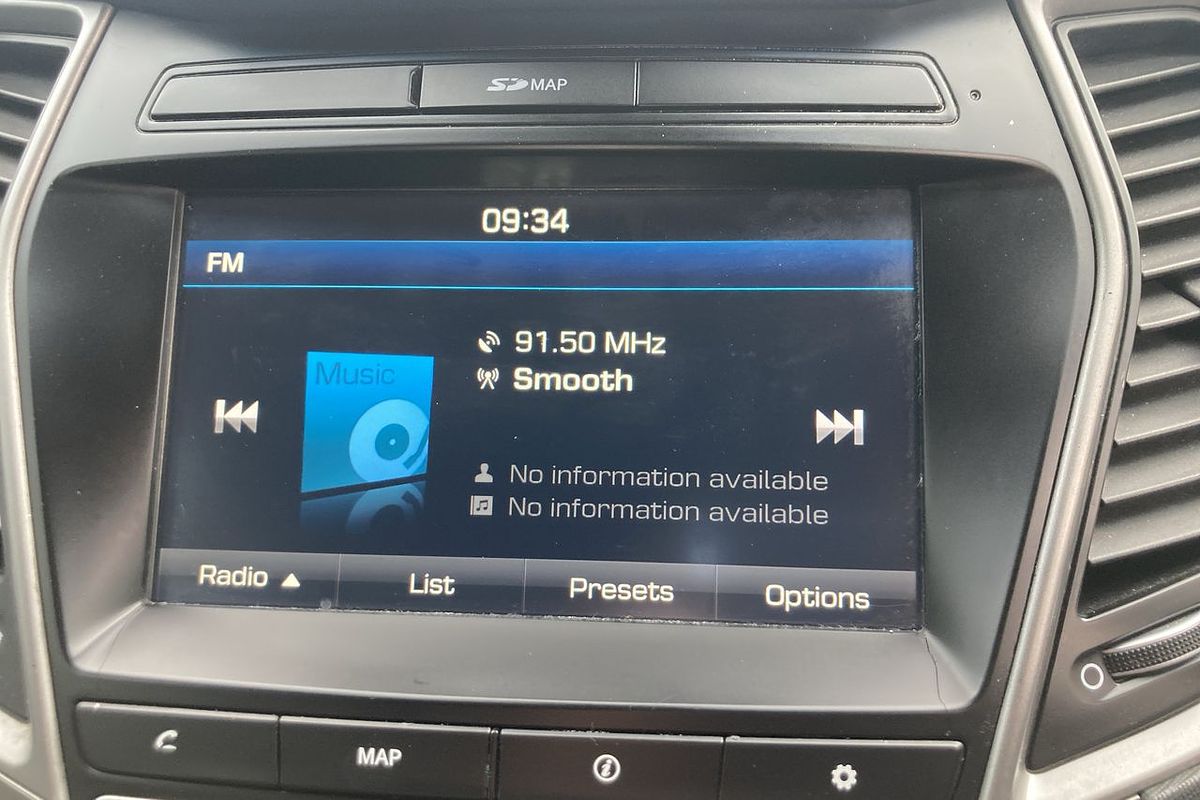 SD MAP
09:34
FM
91.50 MHz
Music
Smooth
No information available
No information available
Radio
List
Presets
Options
MAP